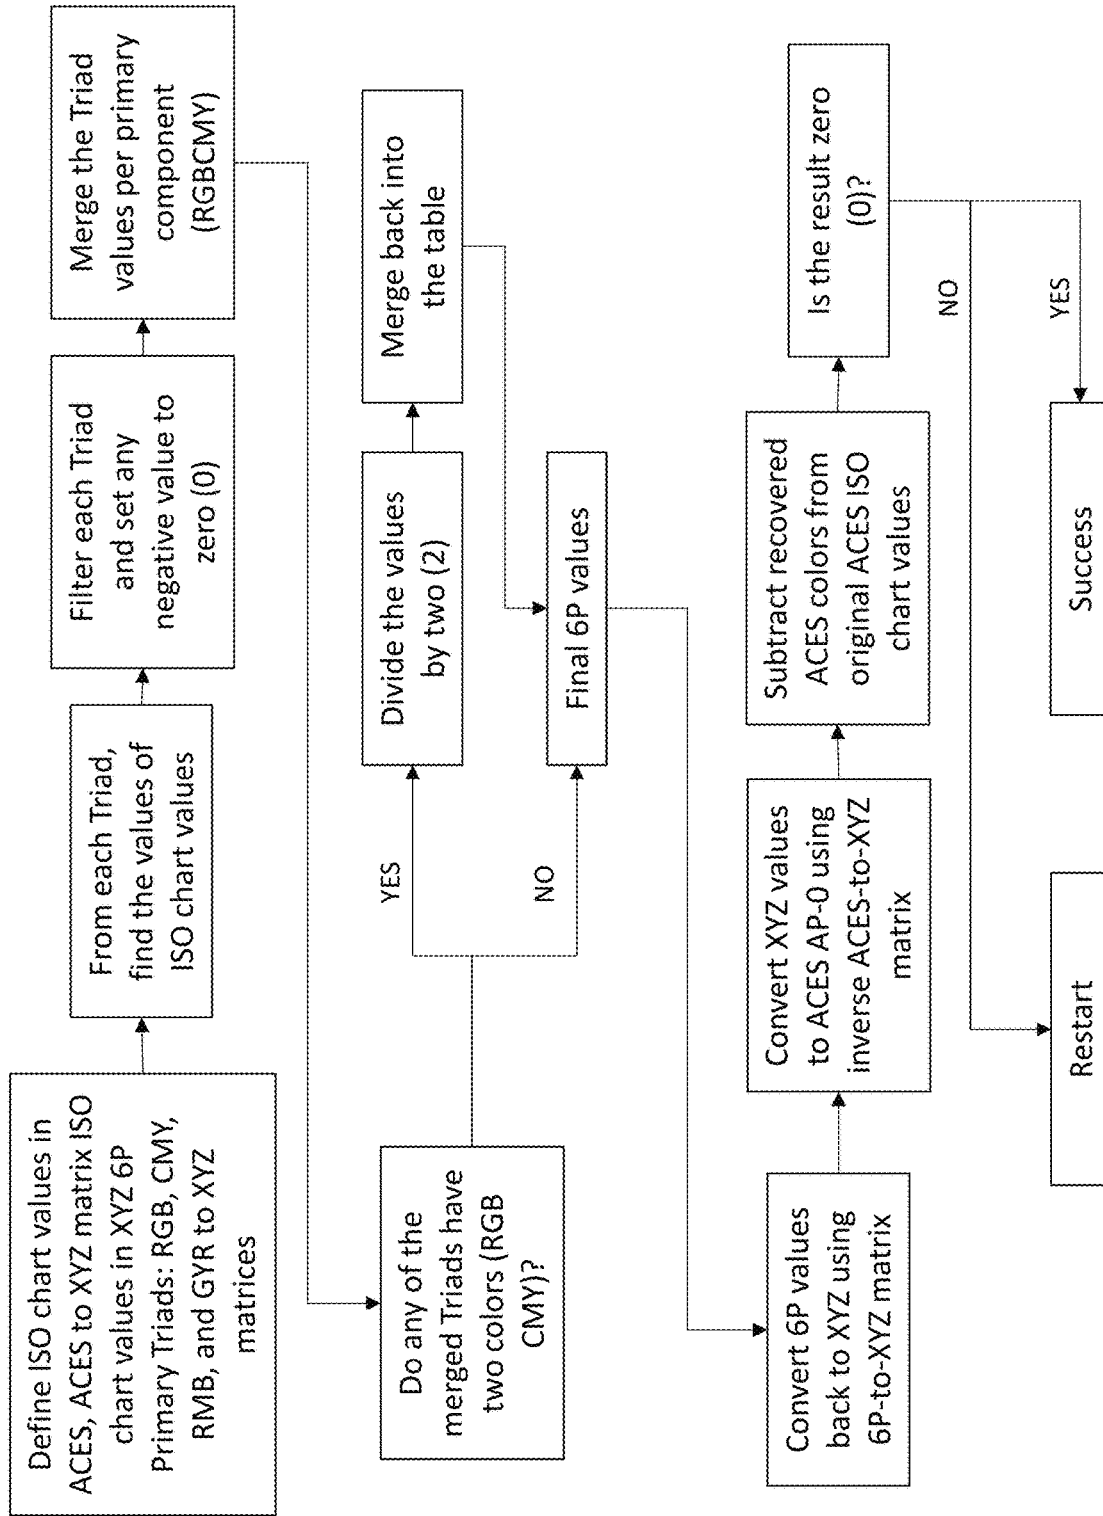 Define ISO chart values in
ACES, ACES to XYZ matrix ISO
chart values in XYZ 6P
Primary Triads: RGB, CMY,
RMB, and GYR to XYZ
matrices
From each Triad,
find the values of
ISO chart values
Filter each Triad
and set any
negative value to
zero (0)
Merge the Triad
values per primary
component
(RGBCMY)
Do any of the
merged Triads have
two colors (RGB
CMY)?
YES
NO
Divide the values
by two (2)
Merge back into
the table
Final 6P values
Convert 6P values
back to XYZ using
6P-to-XYZ matrix
Convert XYZ values
to ACES AP-0 using
inverse ACES-to-XYZ
matrix
Subtract recovered
ACES colors from
original ACES ISO
chart values
Is the result zero
(0)?
NO
YES
Restart
Success